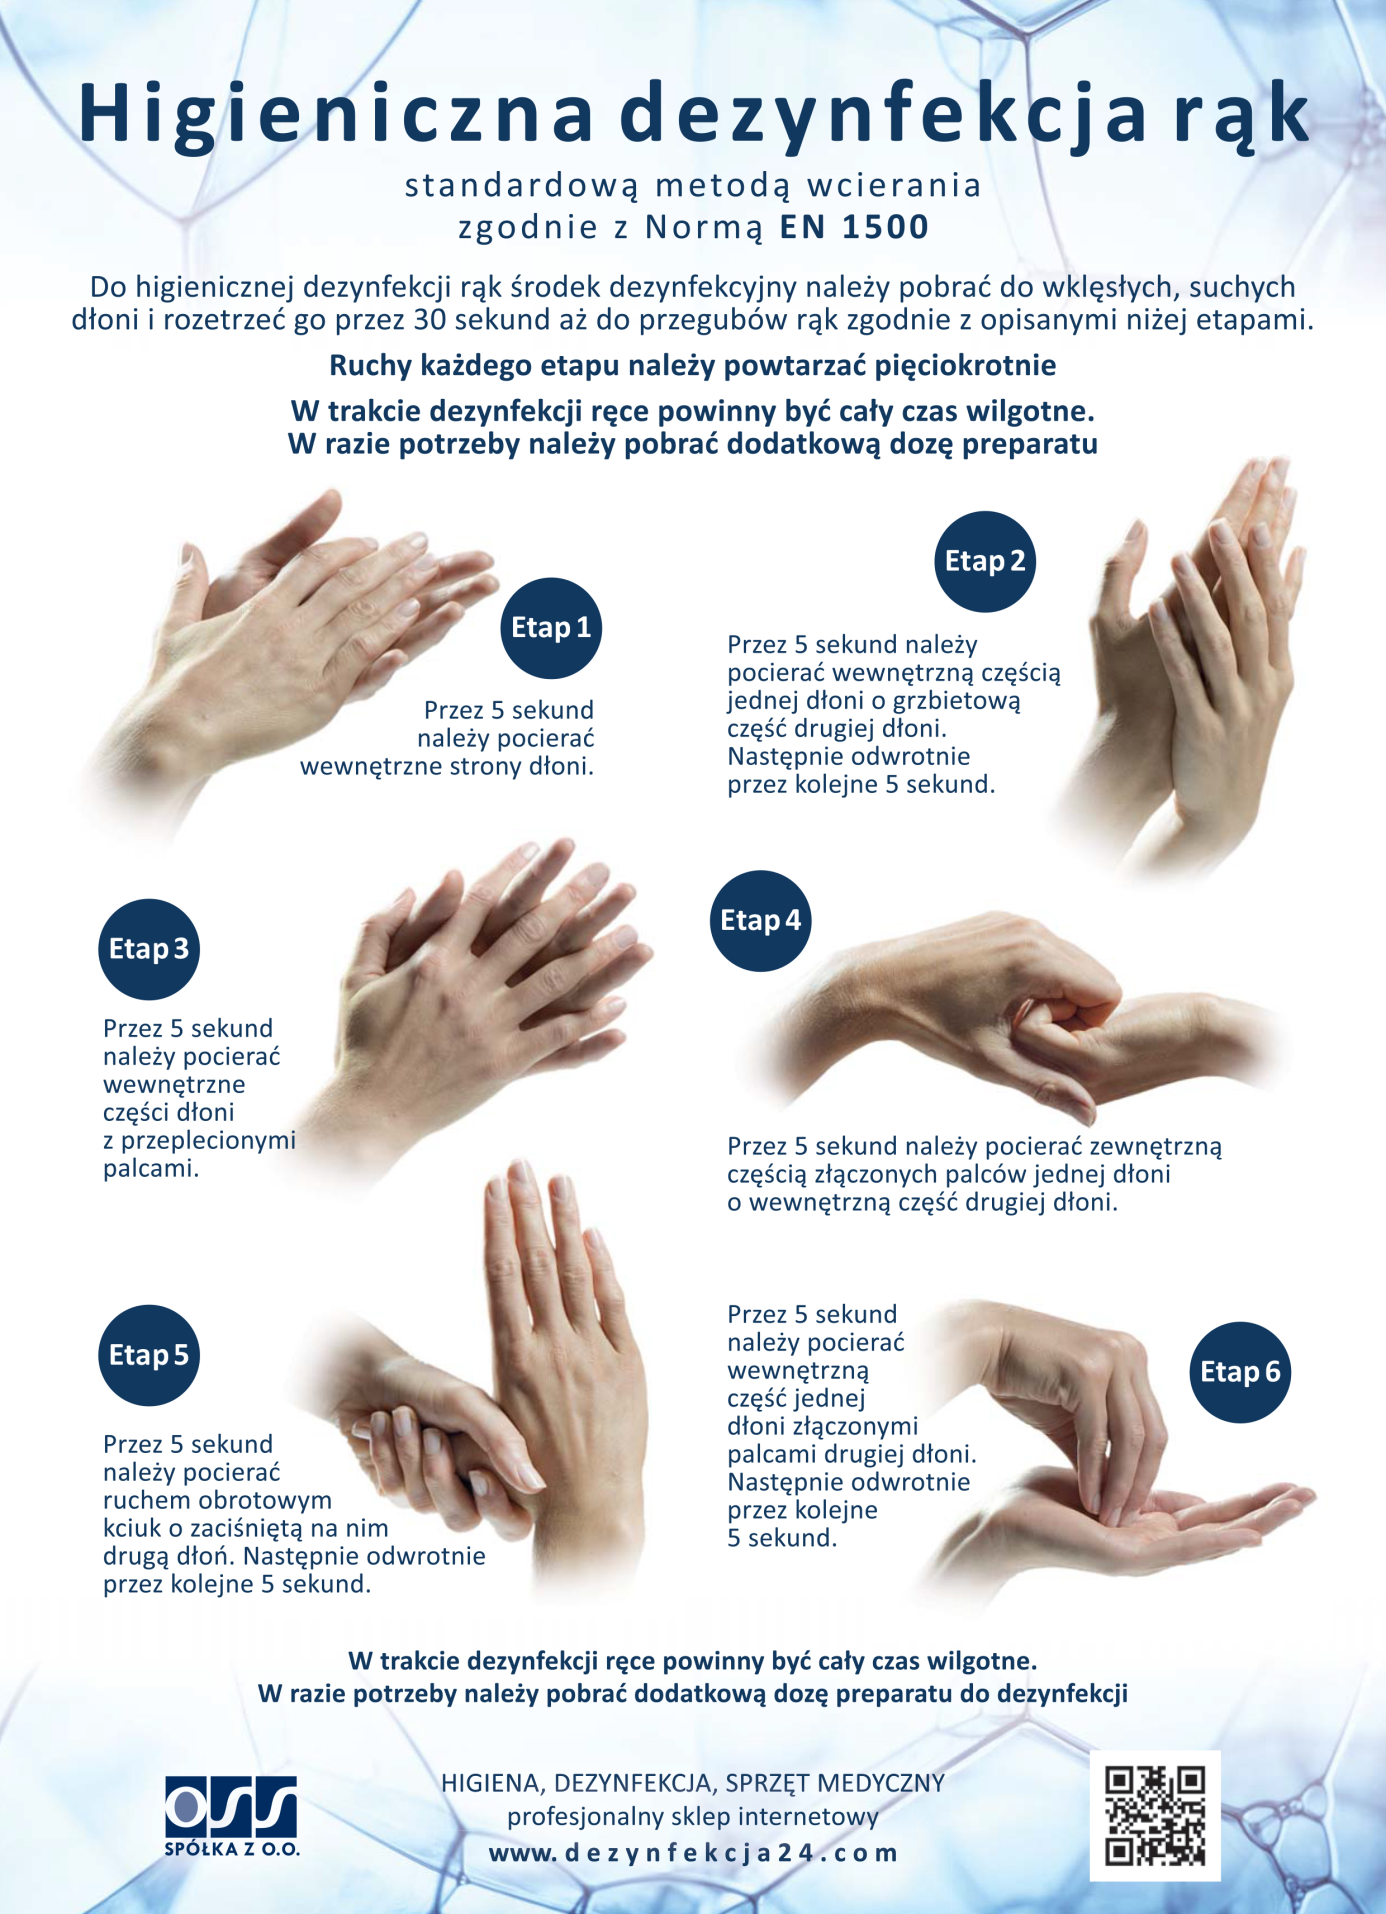 Higieniczna dezynfekcja rąk
standardową metodą wcierania
zgodnie z Normą EN 1500
Do higienicznej dezynfekcji rąk środek dezynfekcyjny należy pobrać do wklęsłych, suchych
dłoni i rozetrzeć go przez 30 sekund aż do przegubów rąk zgodnie z opisanymi niżej etapami.
Ruchy każdego etapu należy powtarzać pięciokrotnie
W trakcie dezynfekcji ręce powinny być cały czas wilgotne.
W razie potrzeby należy pobrać dodatkową dozę preparatu
Etap 1
Przez 5 sekund
należy pocierać
wewnętrzne strony dłoni.
Etap 2
Przez 5 sekund należy
pocierać wewnętrzną częścią
jednej dłoni o grzbietową
część drugiej dłoni.
Następnie odwrotnie
przez kolejne 5 sekund.
Etap 3
Przez 5 sekund
należy pocierać
wewnętrzne
części dłoni
z przeplecionymi
palcami.
Etap 4
Przez 5 sekund należy pocierać zewnętrzną
częścią złączonych palców jednej dłoni
o wewnętrzną część drugiej dłoni.
Etap 5
Przez 5 sekund
należy pocierać
ruchem obrotowym
kciuk o zaciśniętą na nim
drugą dłoń. Następnie odwrotnie
przez kolejne 5 sekund.
Etap 6
Przez 5 sekund
należy pocierać
wewnętrzną
część jednej
dłoni złączonymi
palcami drugiej dłoni.
Następnie odwrotnie
przez kolejne
5 sekund.
W trakcie dezynfekcji ręce powinny być cały czas wilgotne.
W razie potrzeby należy pobrać dodatkową dozę preparatu do dezynfekcji
OSS
SPÓŁKA Z O.O.
HIGIENA, DEZYNFEKCJA, SPRZĘT MEDYCZNY
profesjonalny sklep internetowy
www.dezynfekcja24.com